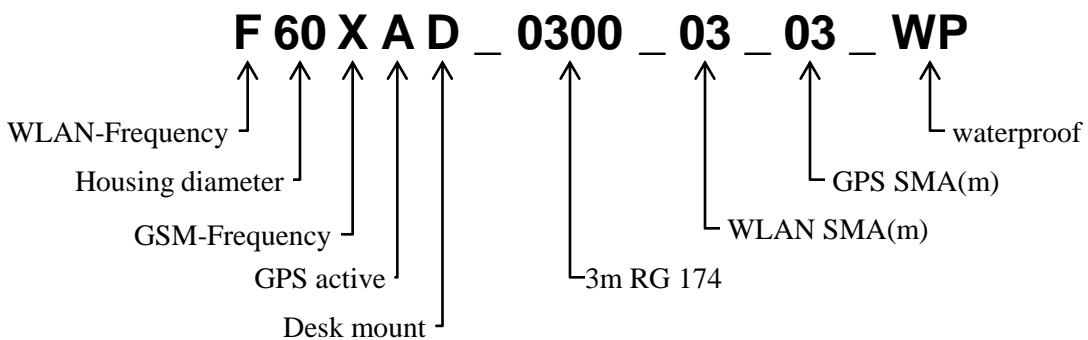 F 60 X A D _ 0300 _ 03 _ 03 _ WP
WLAN-Frequency
waterproof
Housing diameter
GPS SMA(m)
GSM-Frequency
WLAN SMA(m)
GPS active
3m RG 174
Desk mount